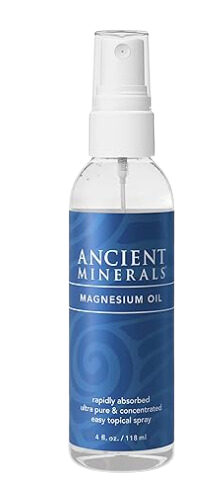 ANCIENT
MINERALS®
MAGNESIUM OIL
rapidly absorbed
ultra pure & concentrated
easy topical spray
4 fl. oz. / 118 ml